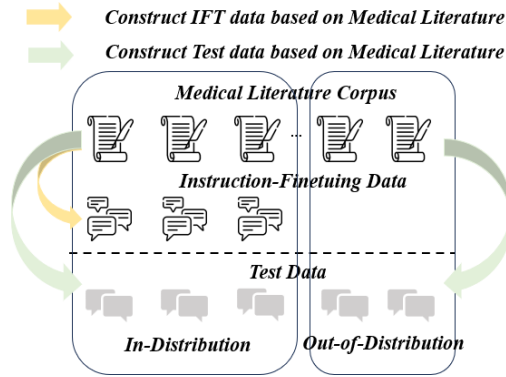 Construct IFT data based on Medical Literature
Construct Test data based on Medical Literature
Medical Literature Corpus
...
Instruction-Finetuing Data
Test Data
In-Distribution
Out-of-Distribution